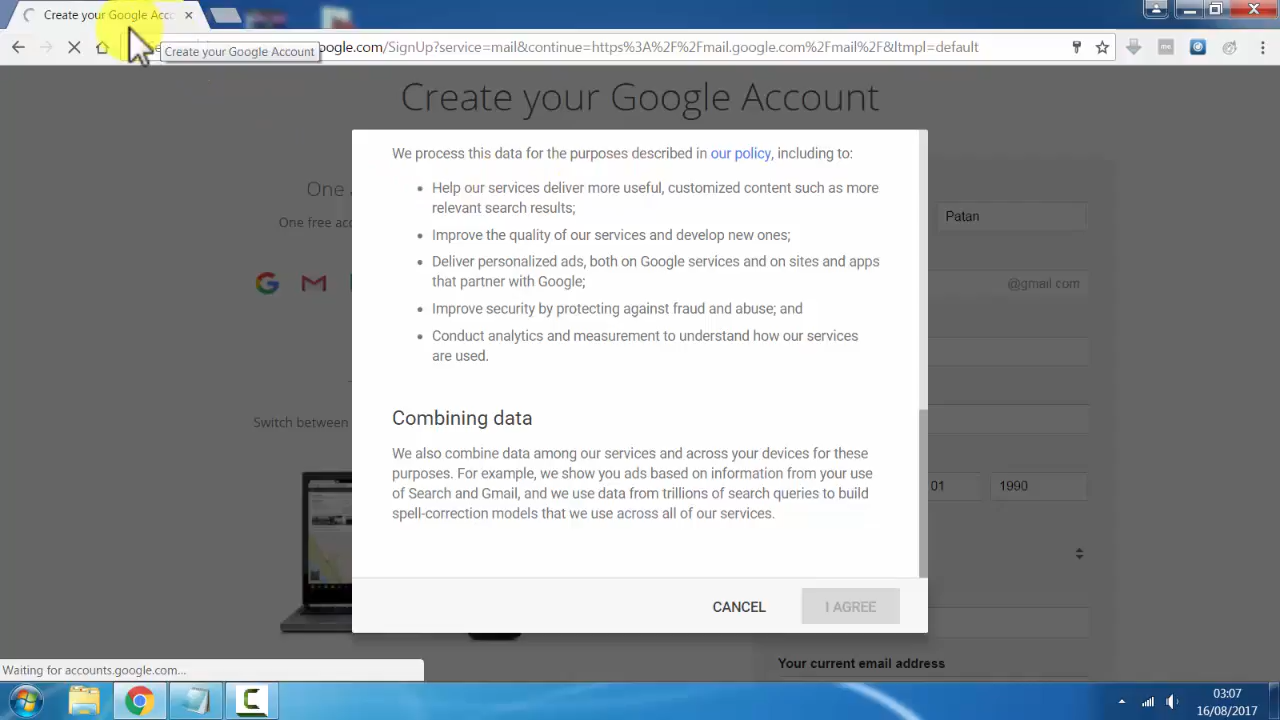 Create your Google Acc
Create your Google Account
ogle.com/SignUp?service=mail&continue=https%3A%2F%2Fmail.google.com%2Fmail%2F&ltmpl=default
Create your Google Account
We process this data for the purposes described in our policy, including to:
• Help our services deliver more useful, customized content such as more
relevant search results;
• Improve the quality of our services and develop new ones;
• Deliver personalized ads, both on Google services and on sites and apps
that partner with Google;
• Improve security by protecting against fraud and abuse; and
• Conduct analytics and measurement to understand how our services
are used.
Combining data
We also combine data among our services and across your devices for these
purposes. For example, we show you ads based on information from your use
of Search and Gmail, and we use data from trillions of search queries to build
spell-correction models that we use across all of our services.
CANCEL
I AGREE
One
One free acc
Switch between
Patan
@gmail.com
01
1990
Your current email address
Waiting for accounts.google.com...
03:07
16/08/2017